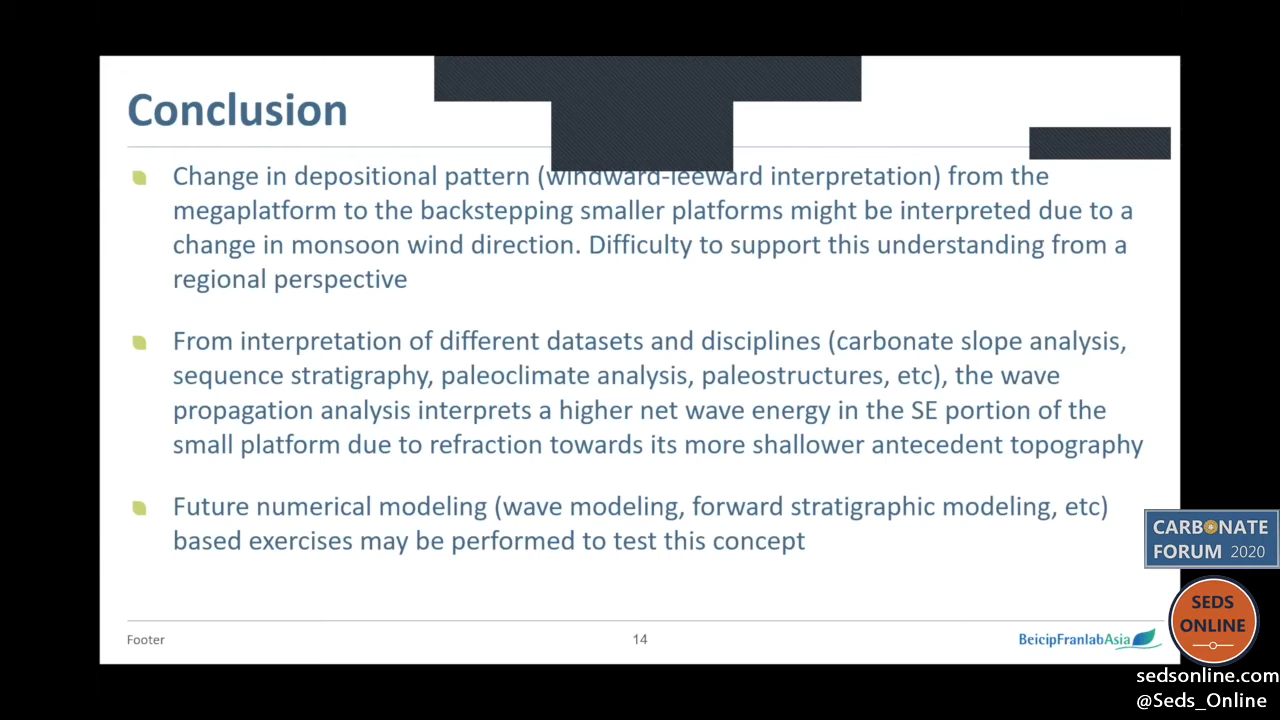 Conclusion
Change in depositional pattern (windward-leeward interpretation) from the
megaplatform to the backstepping smaller platforms might be interpreted due to a
change in monsoon wind direction. Difficulty to support this understanding from a
regional perspective
From interpretation of different datasets and disciplines (carbonate slope analysis,
sequence stratigraphy, paleoclimate analysis, paleostructures, etc), the wave
propagation analysis interprets a higher net wave energy in the SE portion of the
small platform due to refraction towards its more shallower antecedent topography
Future numerical modeling (wave modeling, forward stratigraphic modeling, etc)
based exercises may be performed to test this concept
CARBONATE
FORUM 2020
SEDS
ONLINE
Footer
14
BeicipFranlabAsia
sedsonline.com
@Seds_Online